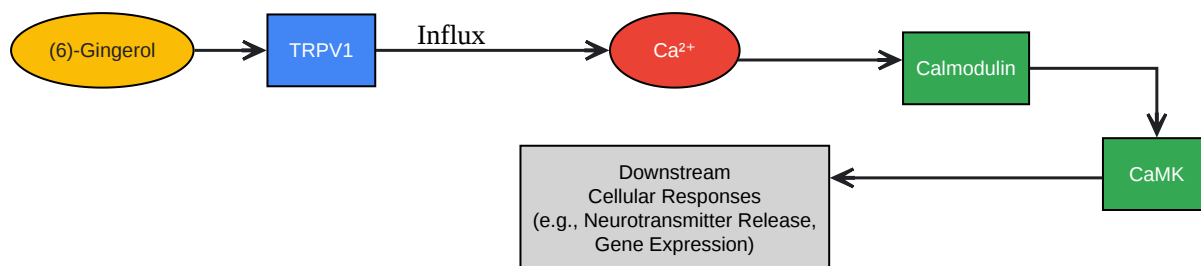 (6)-Gingerol
TRPV1
Influx
Ca²⁺
Calmodulin
CaMK
Downstream
Cellular Responses
(e.g., Neurotransmitter Release,
Gene Expression)